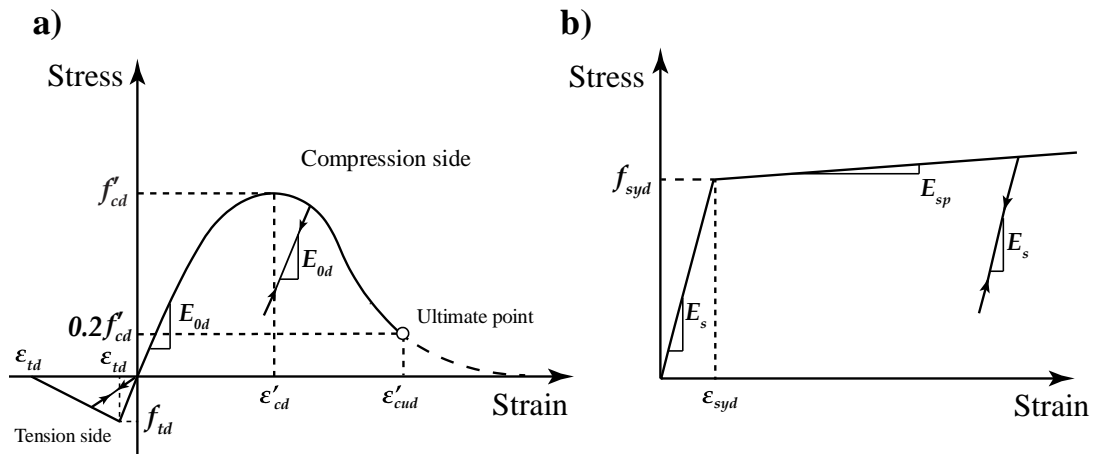 a)
Stress
Compression side
f'cd
E0d
E0d
0.2f'cd
Ultimate point
εtd
εtd
ε'cd
ε'cud
Strain
ftd
Tension side
b)
Stress
fsyd
Esp
Es
Es
εsyd
Strain